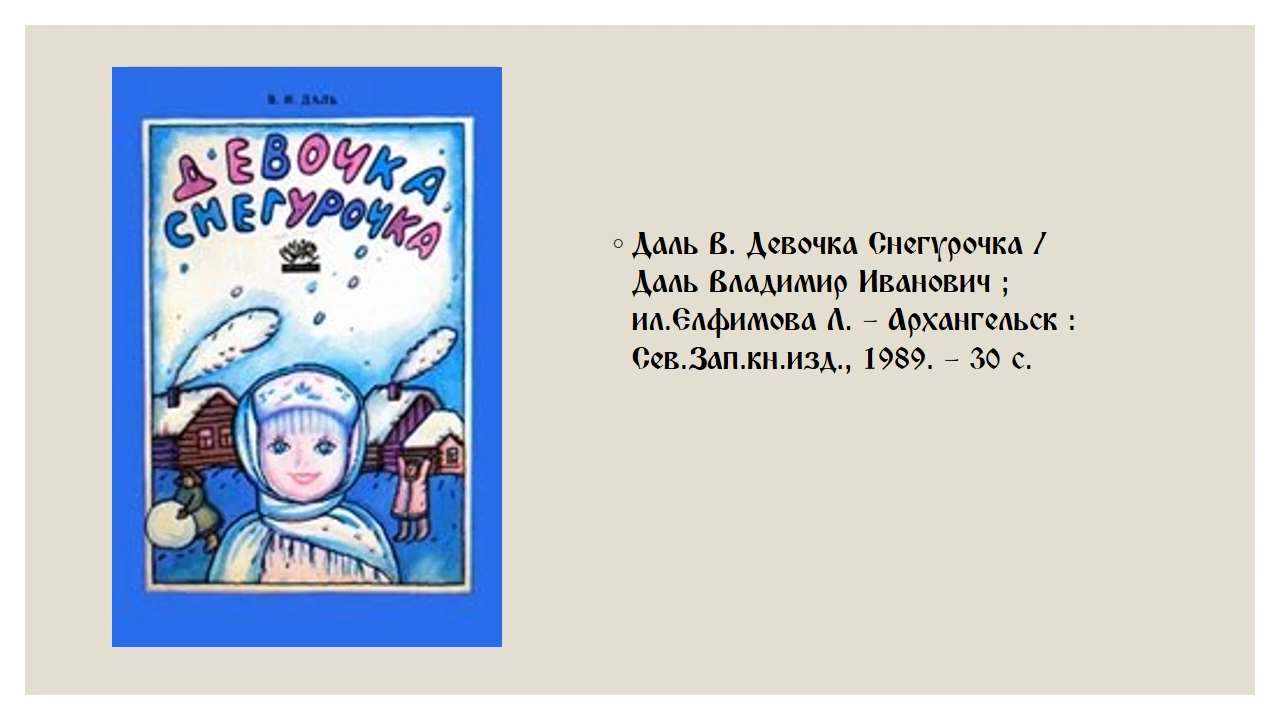 В. И. ДАЛЬ
ДЕВОЧКА
СНЕГУРОЧКА
Даль В. Девочка Снегурочка /
Даль Владимир Иванович ;
ил.Елфимова Л. – Архангельск :
Сев.Зап.кн.изд., 1989. – 30 с.